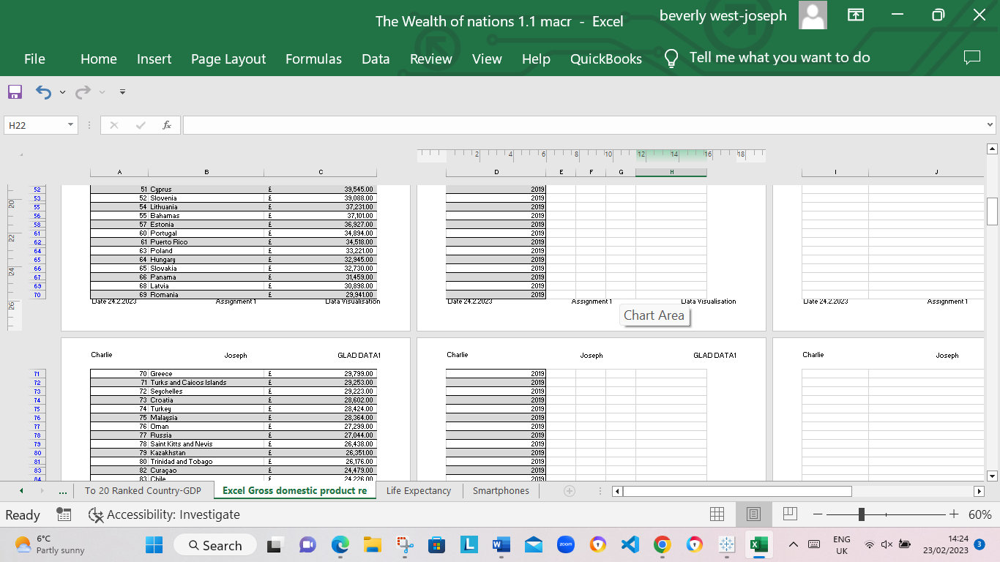 The Wealth of nations 1.1 macr - Excel
beverly west-joseph
File Home Insert Page Layout Formulas Data Review View Help QuickBooks Tell me what you want to do
H22
fx
2 4 6 8 10 12 14 16 18
A B C D E F G H I J
52 51 Cyprus £ 39,545.00 2019
53 52 Slovenia £ 39,088.00 2019
55 54 Lithuania £ 37,231.00 2019
56 55 Bahamas £ 37,101.00 2019
58 57 Estonia £ 36,927.00 2019
61 60 Portugal £ 34,894.00 2019
62 61 Puerto Rico £ 34,518.00 2019
64 63 Poland £ 33,221.00 2019
65 64 Hungary £ 32,945.00 2019
66 65 Slovakia £ 32,730.00 2019
67 66 Panama £ 31,459.00 2019
69 68 Latvia £ 30,898.00 2019
70 69 Romania £ 29,941.00 2019
20
22
24
26
Date 24.2.2023 Assignment 1 Data Visualisation Date 24.2.2023 Assignment 1 Data Visualisation Date 24.2.2023 Assignment 1
Chart Area
Charlie Joseph GLAD DATA1 Charlie Joseph GLAD DATA1 Charlie Joseph
71 70 Greece £ 29,799.00 2019
72 71 Turks and Caicos Islands £ 29,253.00 2019
73 72 Seychelles £ 29,223.00 2019
74 73 Croatia £ 28,602.00 2019
75 74 Turkey £ 28,424.00 2019
76 75 Malaysia £ 28,364.00 2019
77 76 Oman £ 27,299.00 2019
78 77 Russia £ 27,044.00 2019
79 78 Saint Kitts and Nevis £ 26,438.00 2019
80 79 Kazakhstan £ 26,351.00 2019
81 80 Trinidad and Tobago £ 26,176.00 2019
83 82 Curaçao £ 24,479.00 2019
84 83 Chile £ 24,226.00 2019
... To 20 Ranked Country-GDP Excel Gross domestic product re Life Expectancy Smartphones
Ready Accessibility: Investigate 60%
6°C
Partly sunny
Search
L
W
zoom
X
ENG
UK
14:24
23/02/2023
3